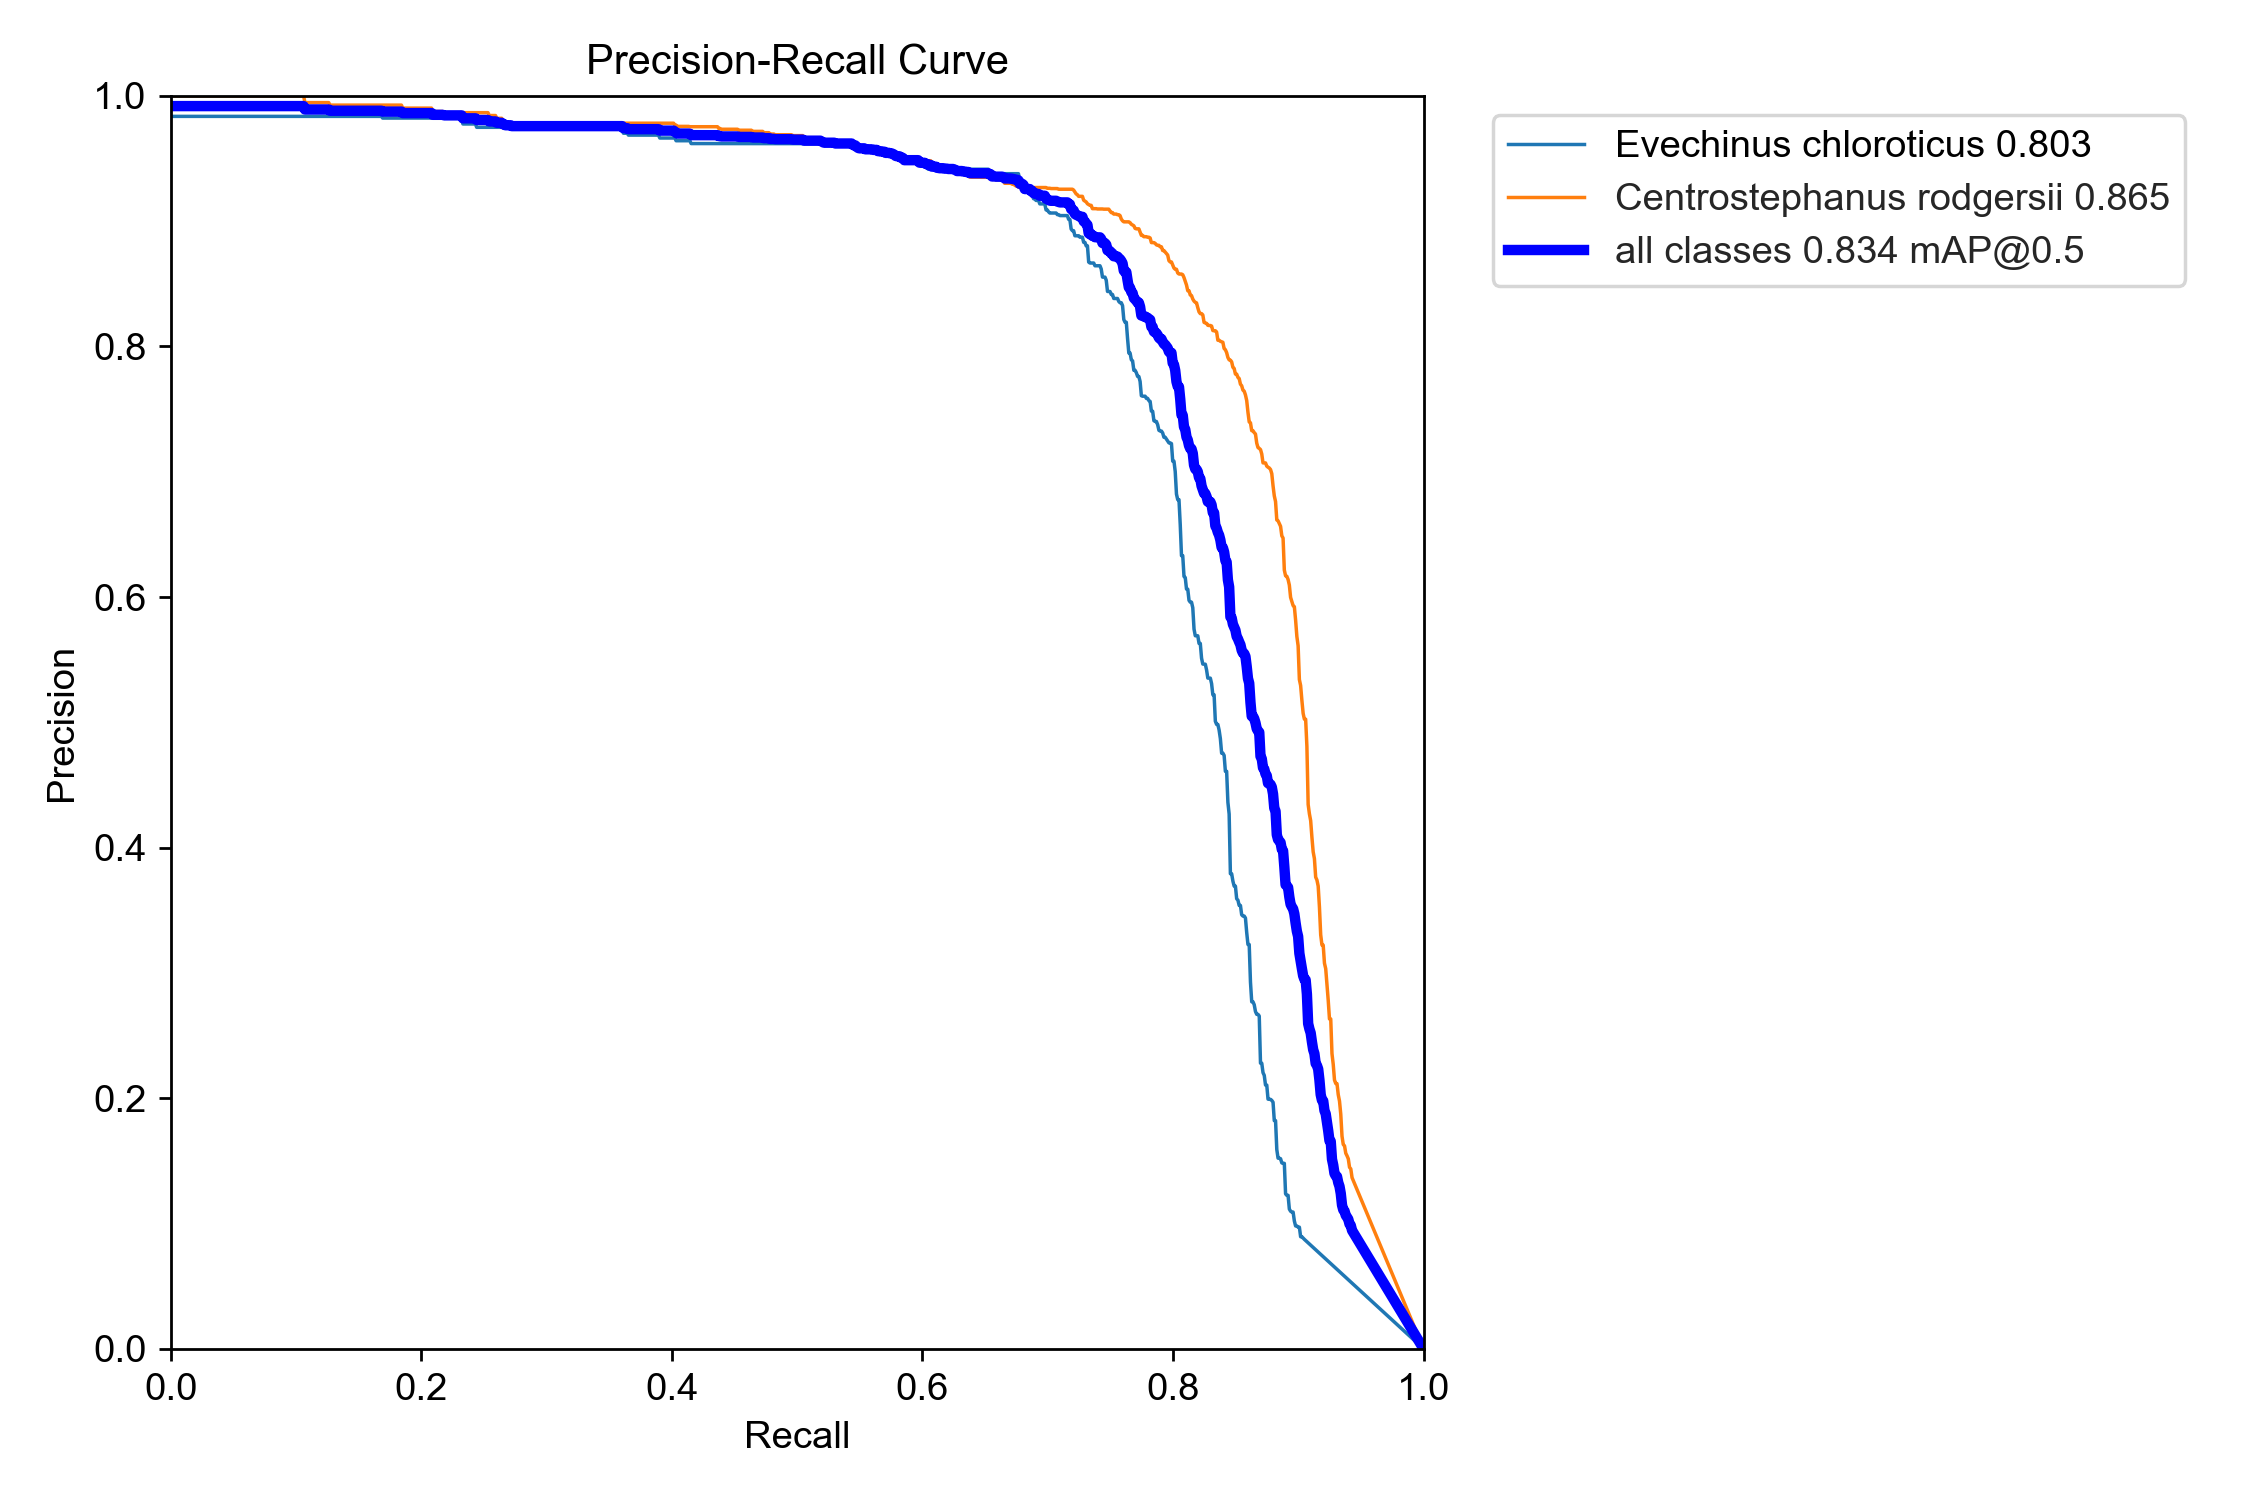 Precision-Recall Curve
1.0
0.8
0.6
0.4
0.2
0.0
Precision
0.0 0.2 0.4 0.6 0.8 1.0
Recall
Evechinus chloroticus 0.803
Centrostephanus rodgersii 0.865
all classes 0.834 mAP@0.5